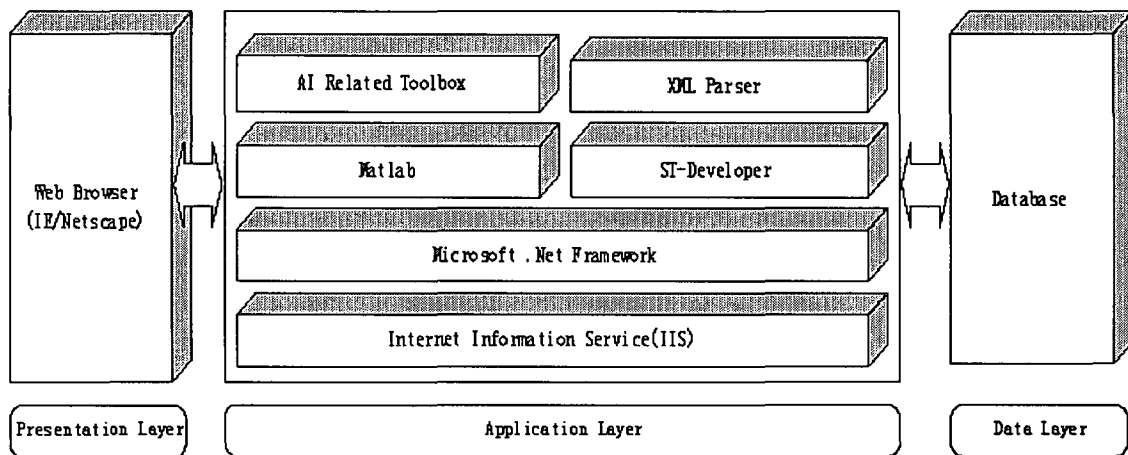 AI Related Toolbox
XML Parser
Matlab
ST-Developer
Web Browser
(IE/Netscape)
Database
Microsoft .Net Framework
Internet Information Service(IIS)
Presentation Layer
Application Layer
Data Layer